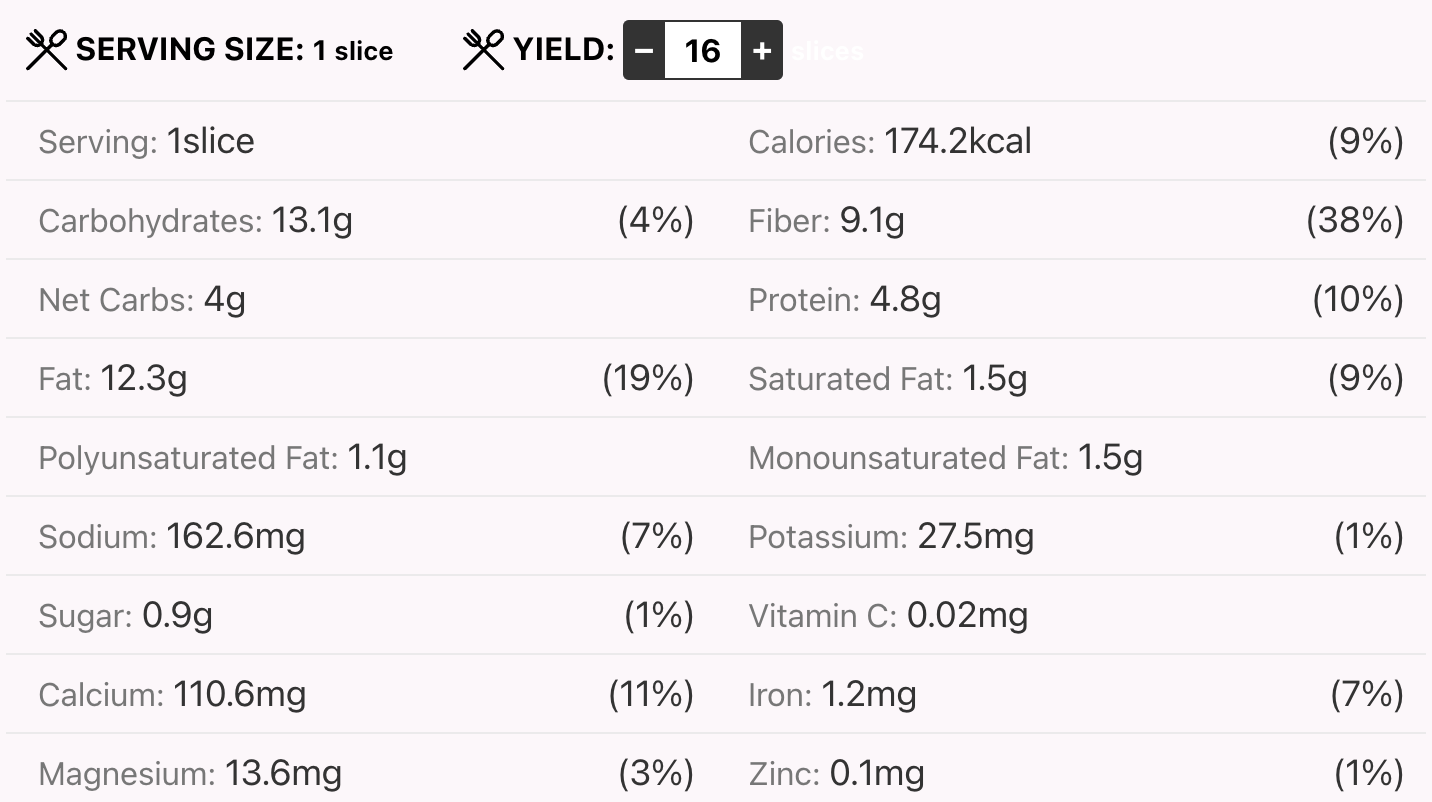 SERVING SIZE: 1 slice YIELD: − 16 + slices
Serving: 1slice Calories: 174.2kcal (9%)
Carbohydrates: 13.1g (4%) Fiber: 9.1g (38%)
Net Carbs: 4g Protein: 4.8g (10%)
Fat: 12.3g (19%) Saturated Fat: 1.5g (9%)
Polyunsaturated Fat: 1.1g Monounsaturated Fat: 1.5g
Sodium: 162.6mg (7%) Potassium: 27.5mg (1%)
Sugar: 0.9g (1%) Vitamin C: 0.02mg
Calcium: 110.6mg (11%) Iron: 1.2mg (7%)
Magnesium: 13.6mg (3%) Zinc: 0.1mg (1%)